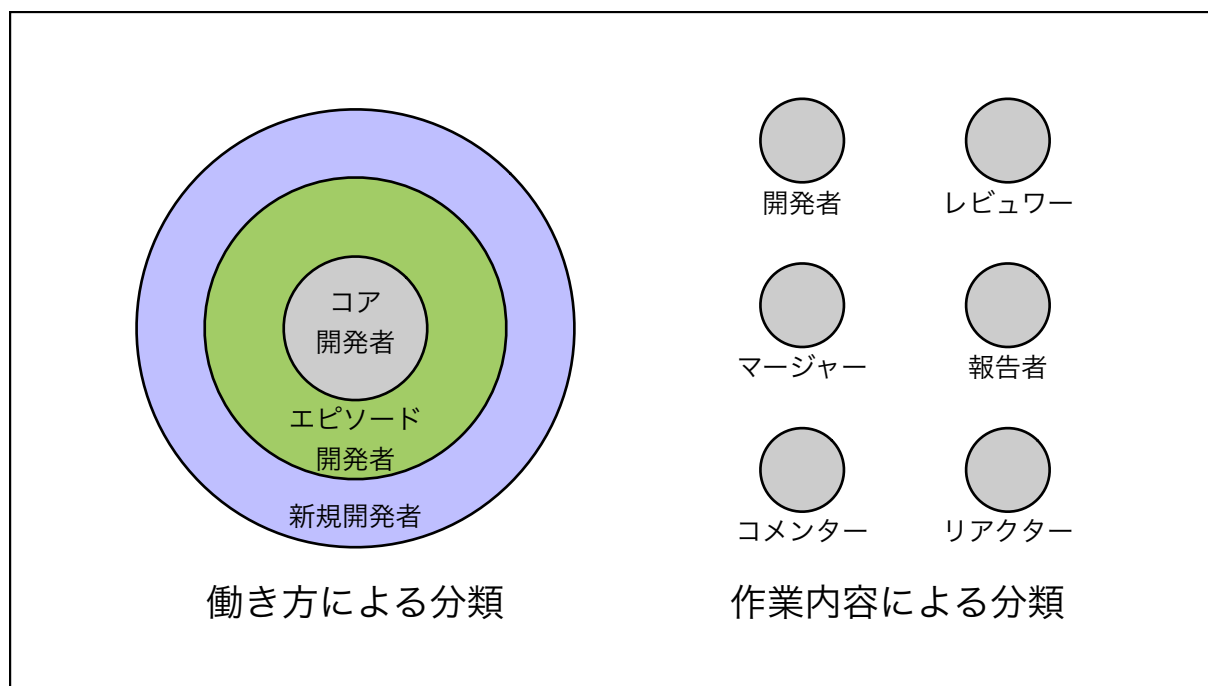 コア
開発者
エピソード
開発者
新規開発者
働き方による分類
開発者
レビュワー
マージャー
報告者
コメンター
リアクター
作業内容による分類